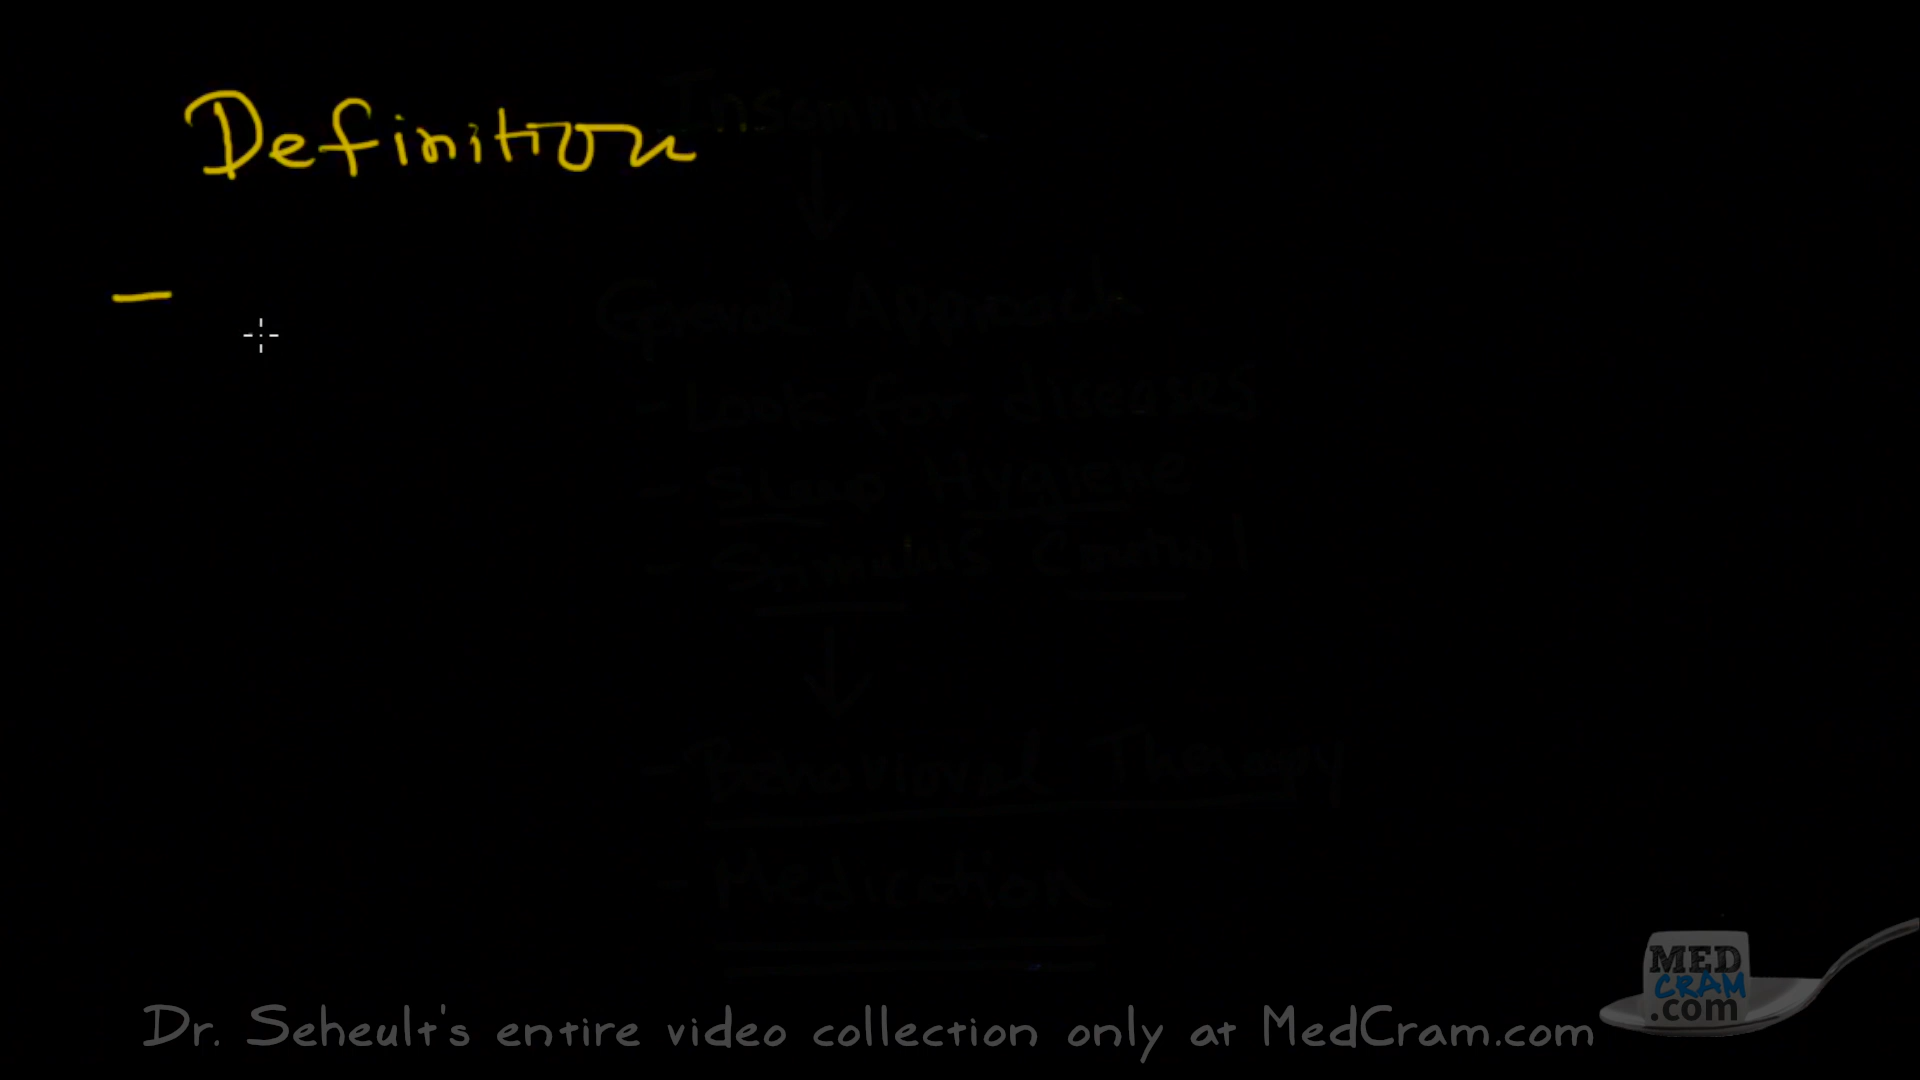 Definition
Insomnia
-
General Approach
- Look for diseases
- Sleep Hygiene
- Stimulus Control
- Behavioral Therapy
- Medication
MED
CRAM
.com
Dr. Seheult's entire video collection only at MedCram.com